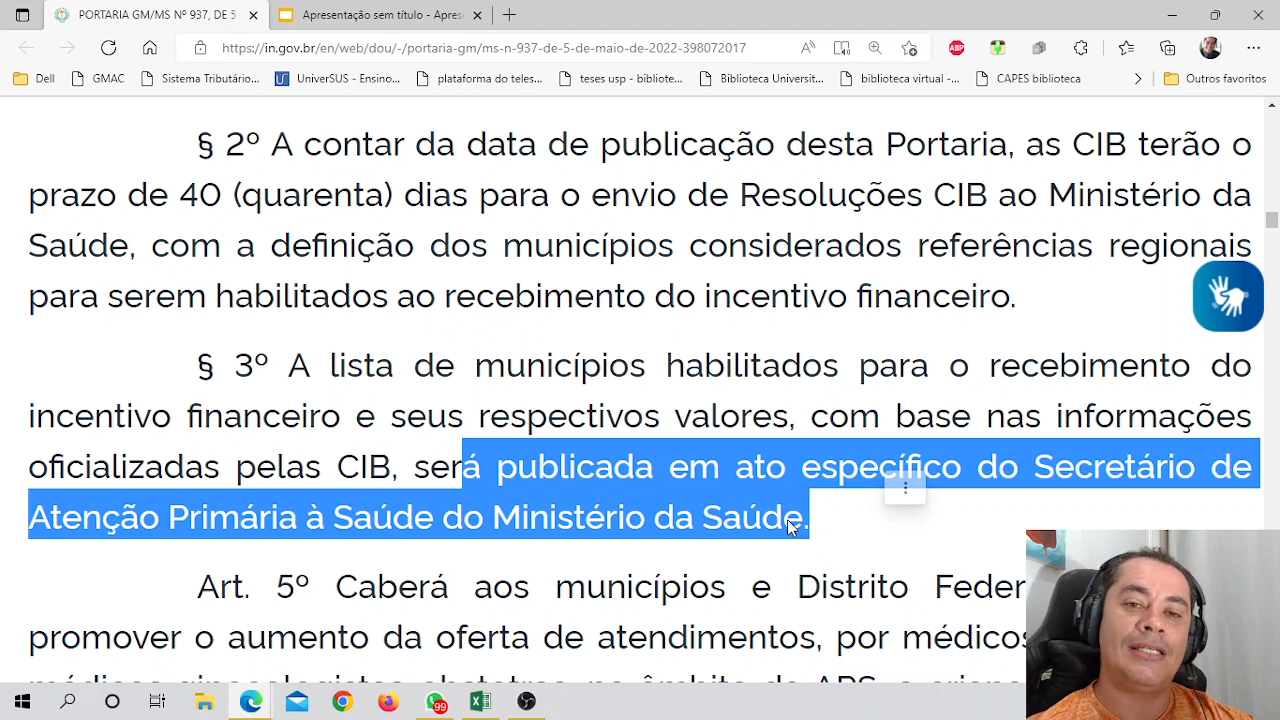 PORTARIA GM/MS Nº 937, DE 5
Apresentação sem título - Apres
https://in.gov.br/en/web/dou/-/portaria-gm/ms-n-937-de-5-de-maio-de-2022-398072017
ABP
Dell
GMAC
Sistema Tributário...
UniverSUS - Ensino...
plataforma do teles...
teses usp - bibliote...
Biblioteca Universit...
biblioteca virtual -...
CAPES biblioteca
Outros favoritos
§ 2º A contar da data de publicação desta Portaria, as CIB terão o
prazo de 40 (quarenta) dias para o envio de Resoluções CIB ao Ministério da
Saúde, com a definição dos municípios considerados referências regionais
para serem habilitados ao recebimento do incentivo financeiro.
§ 3º A lista de municípios habilitados para o recebimento do
incentivo financeiro e seus respectivos valores, com base nas informações
oficializadas pelas CIB, será publicada em ato específico do Secretário de
Atenção Primária à Saúde do Ministério da Saúde.
Art. 5º Caberá aos municípios e Distrito Feder
promover o aumento da oferta de atendimentos, por médicos
99